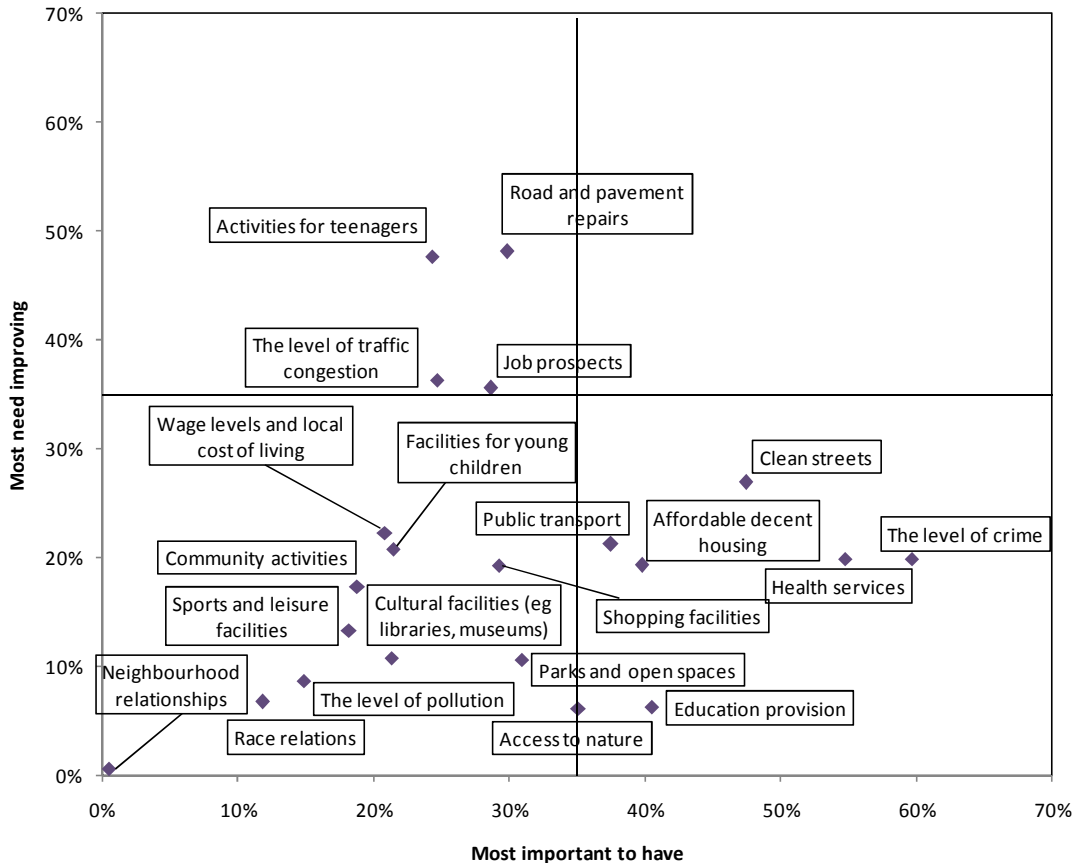 70%
60%
50%
40%
30%
20%
10%
0%
Most need improving
Road and pavement
repairs
Activities for teenagers
The level of traffic
congestion
Job prospects
Wage levels and local
cost of living
Facilities for young
children
Clean streets
Public transport
Affordable decent
housing
The level of crime
Community activities
Health services
Sports and leisure
facilities
Cultural facilities (eg
libraries, museums)
Shopping facilities
Neighbourhood
relationships
Parks and open spaces
The level of pollution
Education provision
Race relations
Access to nature
0%
10%
20%
30%
40%
50%
60%
70%
Most important to have